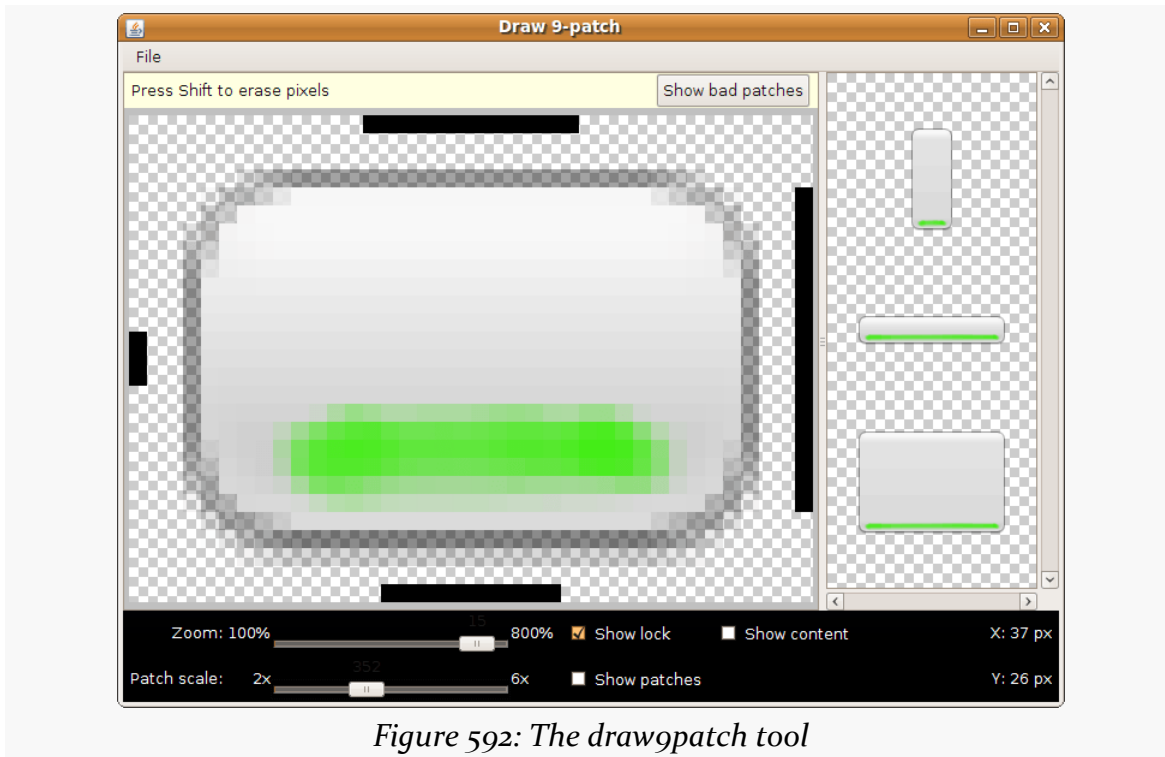 Draw 9-patch
File
Press Shift to erase pixels
Show bad patches
15
Zoom: 100%
800%
Show lock
Show content
X: 37 px
352
Patch scale: 2x
6x
Show patches
Y: 26 px
Figure 592: The draw9patch tool